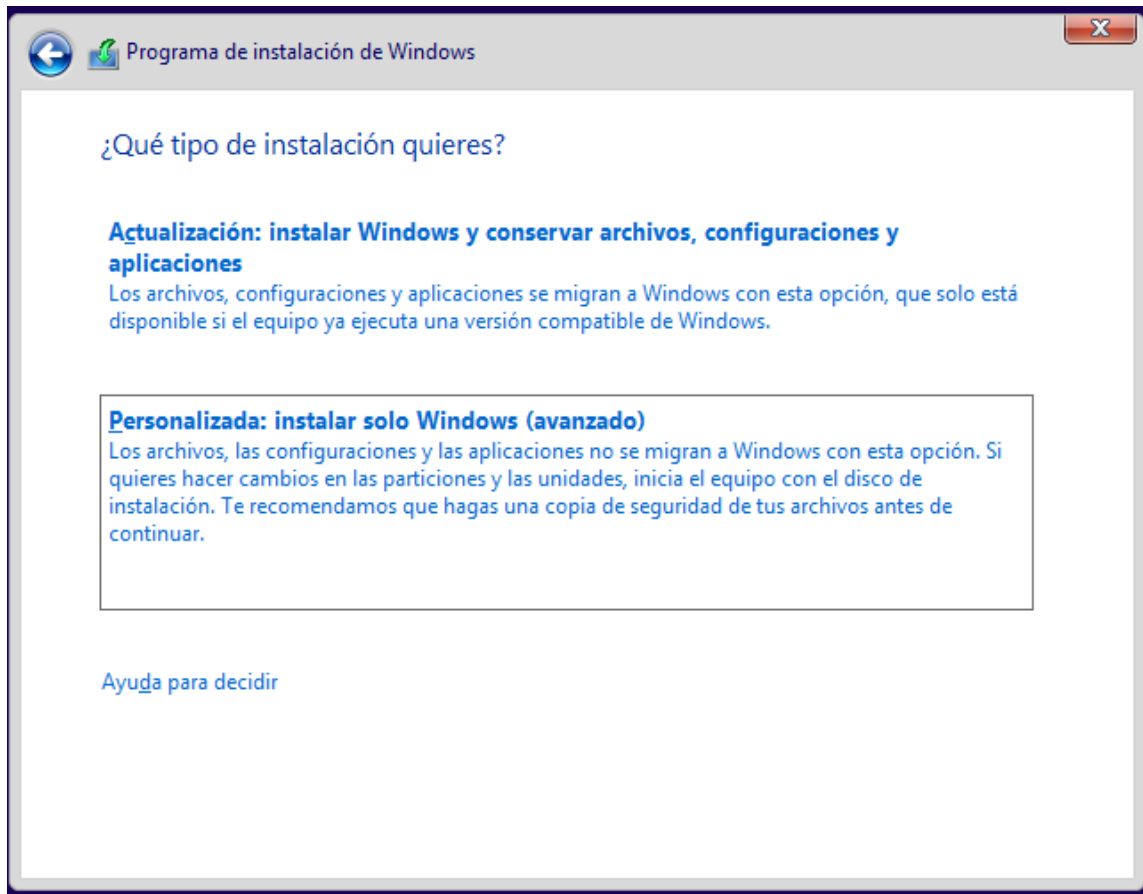 Programa de instalación de Windows
X
¿Qué tipo de instalación quieres?
Actualización: instalar Windows y conservar archivos, configuraciones y
aplicaciones
Los archivos, configuraciones y aplicaciones se migran a Windows con esta opción, que solo está
disponible si el equipo ya ejecuta una versión compatible de Windows.
Personalizada: instalar solo Windows (avanzado)
Los archivos, las configuraciones y las aplicaciones no se migran a Windows con esta opción. Si
quieres hacer cambios en las particiones y las unidades, inicia el equipo con el disco de
instalación. Te recomendamos que hagas una copia de seguridad de tus archivos antes de
continuar.
Ayuda para decidir